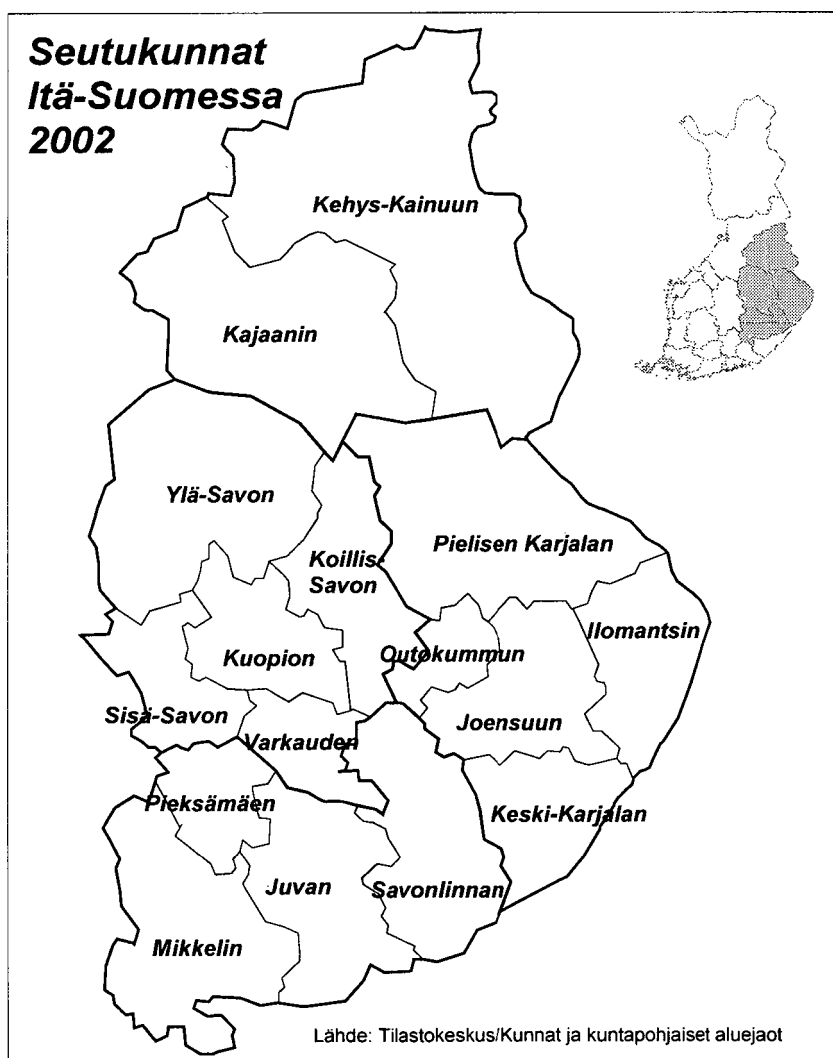 Seutukunnat
Itä-Suomessa
2002
Kehys-Kainuun
Kajaanin
Ylä-Savon
Koillis-
Savon
Pielisen Karjalan
Ilomantsin
Kuopion
Outokummun
Sisä-Savon
Varkauden
Joensuun
Pieksämäen
Keski-Karjalan
Juvan
Savonlinnan
Mikkelin
Lähde: Tilastokeskus/Kunnat ja kuntapohjaiset aluejaot